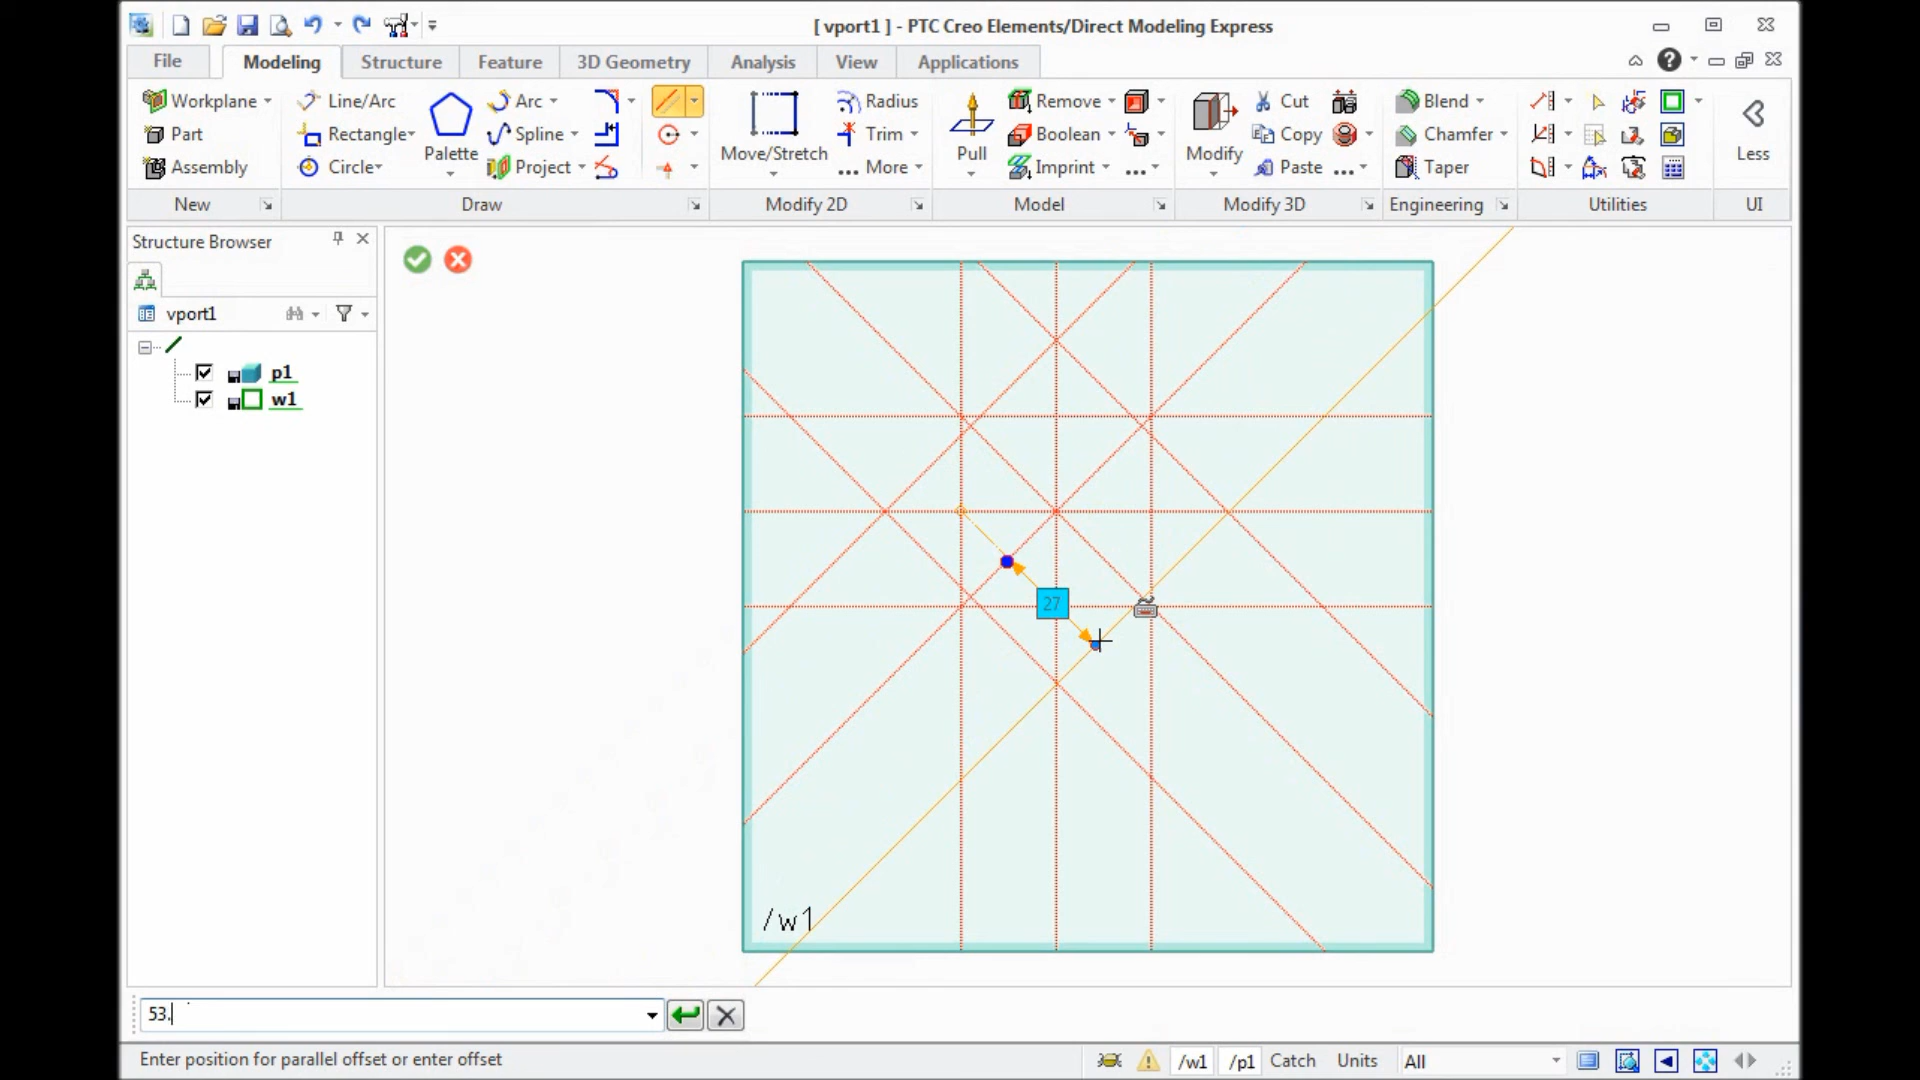 [ vport1 ] - PTC Creo Elements/Direct Modeling Express
File Modeling Structure Feature 3D Geometry Analysis View Applications
Workplane Line/Arc Arc Radius Remove Cut Blend
Part Rectangle Spline Trim Boolean Copy Chamfer
Palette Move/Stretch Pull Modify Less
Assembly Circle Project More Imprint Paste Taper
New Draw Modify 2D Model Modify 3D Engineering Utilities UI
Structure Browser
vport1
p1
w1
27
/w1
53.
Enter position for parallel offset or enter offset /w1 /p1 Catch Units All